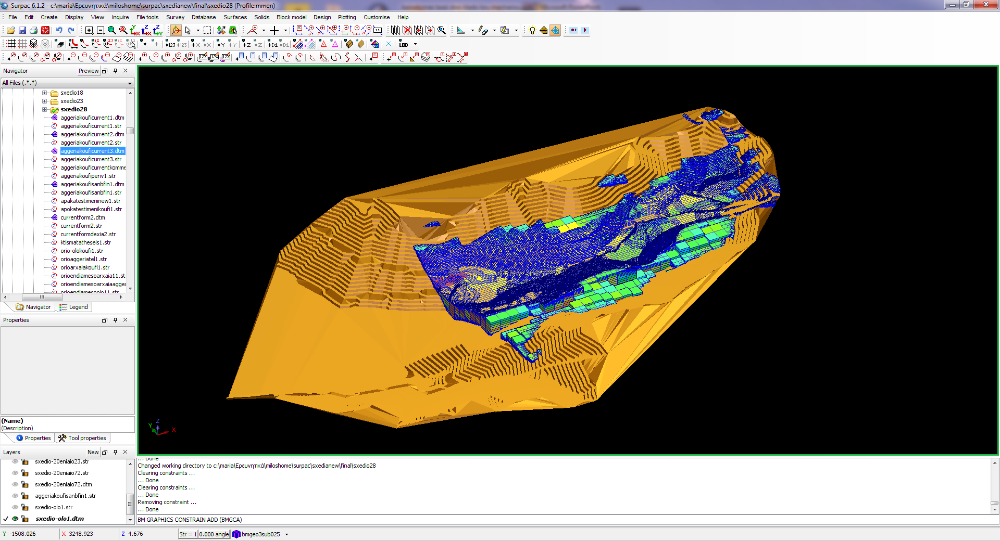 Surpac 6.1.2 - c:\maria\Ερευνητικά\miloshome\surpac\sxedianew\final\sxedio28 (Profile:mmen)
File Edit Create Display View Inquire File tools Survey Database Surfaces Solids Block model Design Plotting Customise Help
Navigator Preview
All Files (.*.*)
sxedio18
sxedio23
sxedio28
aggeriakouficurrent1.dtm
aggeriakouficurrent1.str
aggeriakouficurrent2.dtm
aggeriakouficurrent2.str
aggeriakouficurrent3.dtm
aggeriakouficurrent3.str
aggeriakouficurrentkomme
aggeriakoufiperiv1.str
aggeriakoufisanbfin1.dtm
aggeriakoufisanbfin1.str
apakatestimeninew1.str
apokatestimenikoufi1.str
currentform2.dtm
currentform2.str
currentformdexia2.str
ktismatatheseis1.str
orio-olokoufi1.str
orioaggeriatel1.str
orioarxaiakoufi1.str
orioendiamesoarxaia11.st
orioendiamesoarxaiaagge
orioendiamesoolo11.str
Navigator Legend
Properties
(Name)
(Description)
Properties Tool properties
Layers New
sxedio-20eniaio23.str
sxedio-20eniaio72.str
sxedio-20eniaio72.dtm
aggeriakoufisanbfin1.str
sxedio-olo1.str
sxedio-olo1.dtm
Z
Y
X
... Done
Changed working directory to c:\maria\Ερευνητικά\miloshome\surpac\sxedianew\final\sxedio28
Clearing constraints ...
... Done
Clearing constraints ...
... Done
Removing constraint ...
... Done
BM GRAPHICS CONSTRAIN ADD (BMGCA)
Y -1508.026 X 3248.923 Z 4.676 Str = 1 0.000 angle bmgeo3sub025